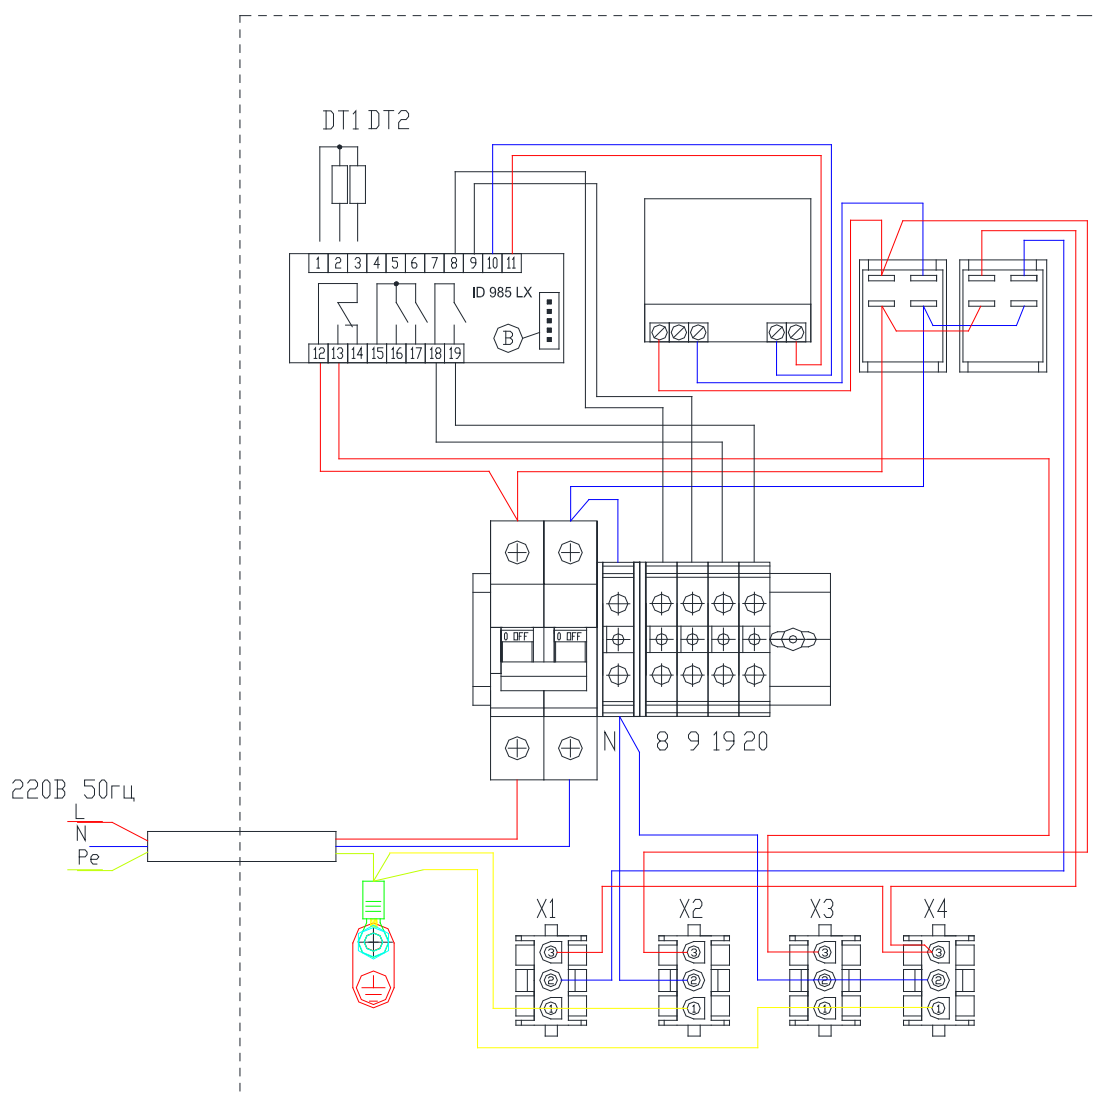 DT1 DT2
1 2 3 4 5 6 7 8 9 10 11
ID 985 LX
B
12 13 14 15 16 17 18 19
0 OFF 0 OFF
N 8 9 19 20
220В 50гц
L
N
Pe
X1 X2 X3 X4
3 3 3 3
2 2 2 2
1 1 1 1